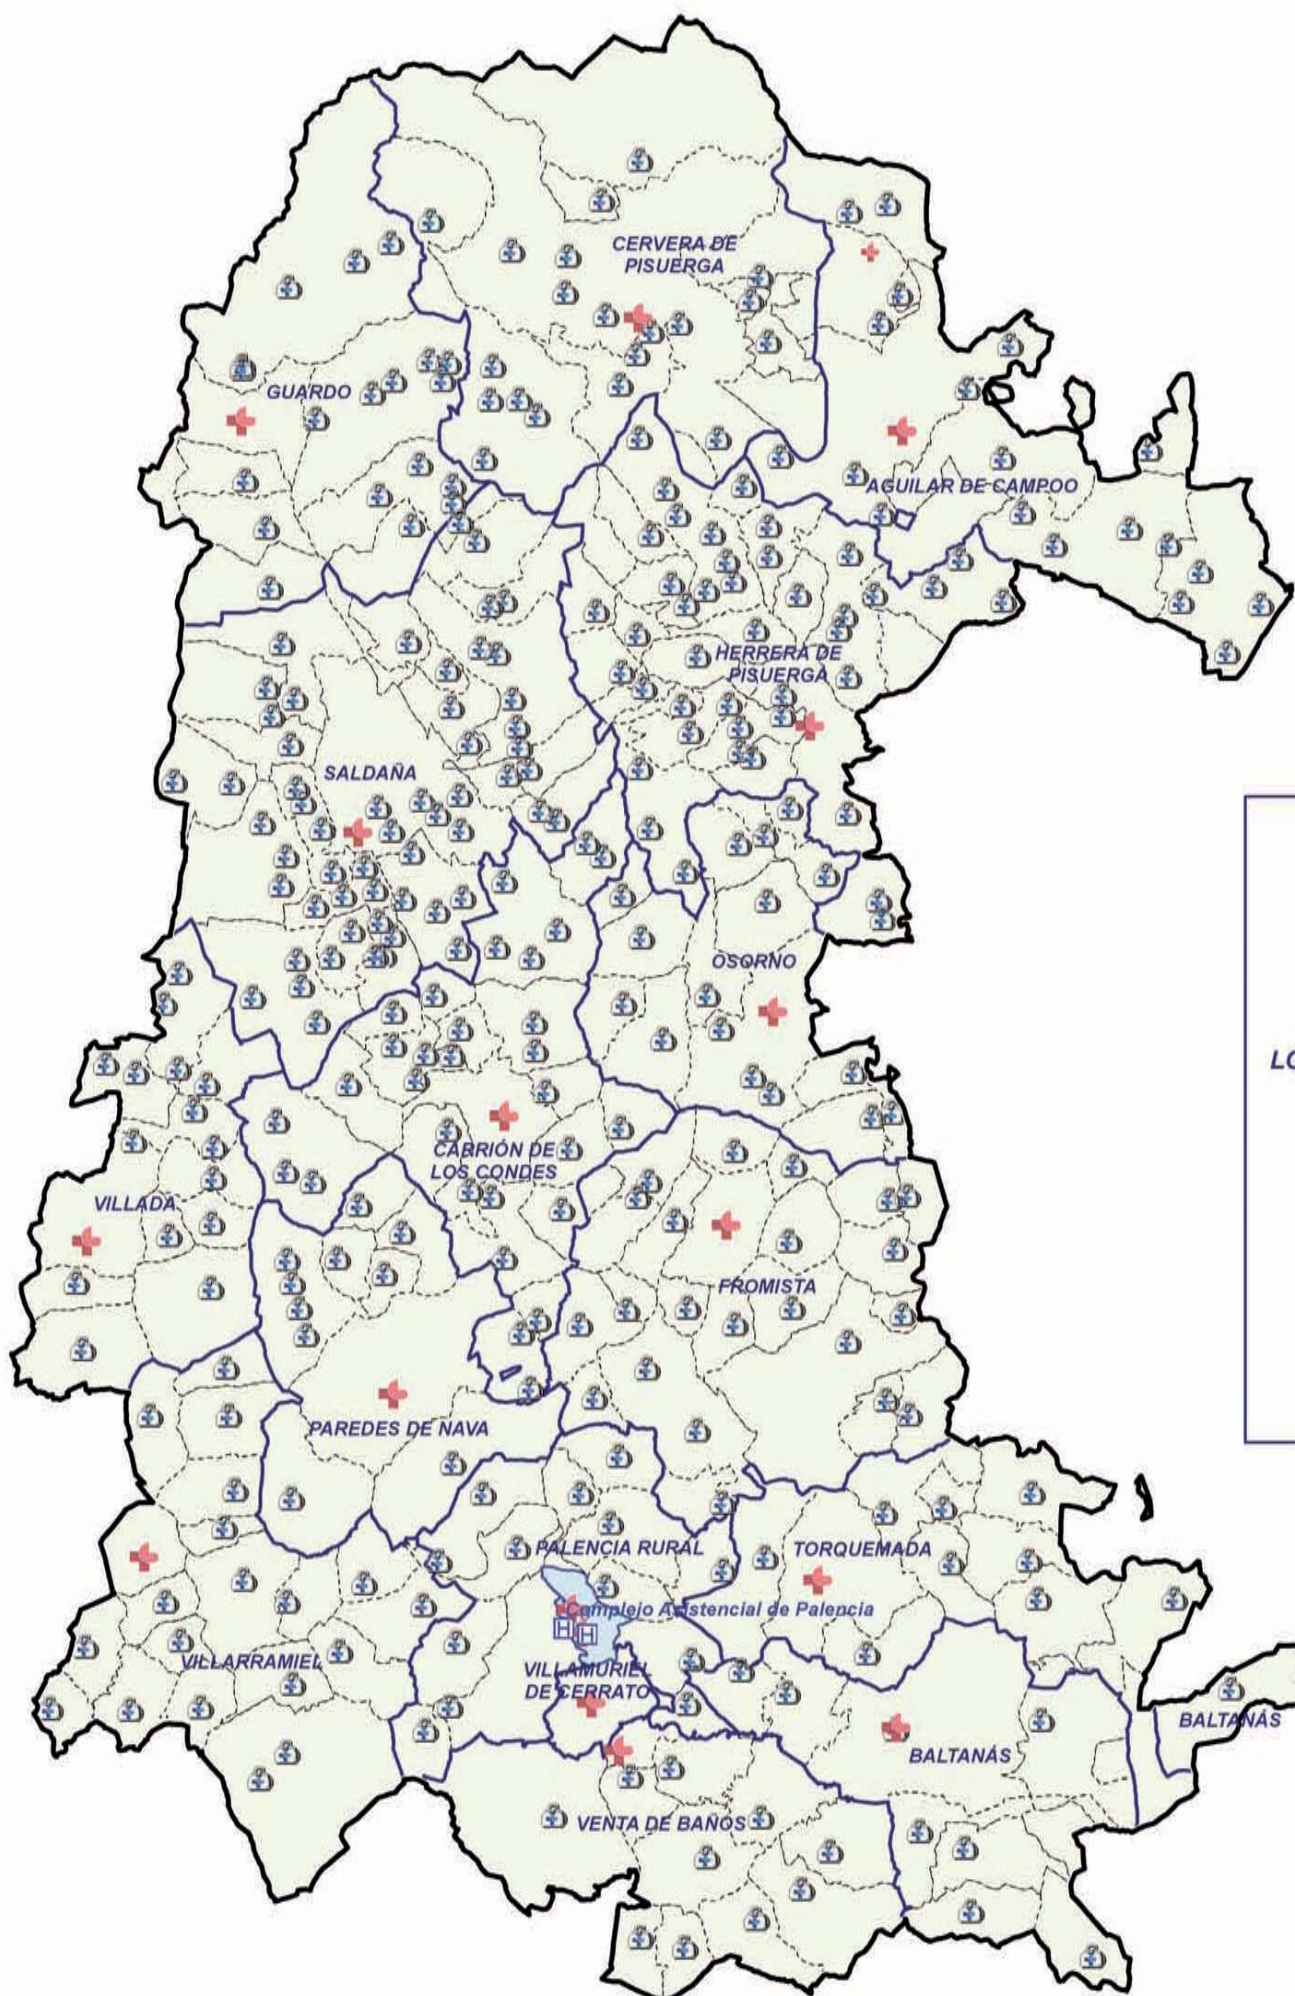 CERVERA DE
PISUERGA
GUARDO
AGUILAR DE CAMPOO
HERRERA DE
PISUERGA
SALDAÑA
LO
OSORNO
CARRIÓN DE
LOS CONDES
VILLADA
FROMISTA
PAREDES DE NAVA
PALENCIA RURAL
TORQUEMADA
Complejo Asistencial de Palencia
H
H
VILLARRAMIEL
VILLAMURIEL
DE CERRATO
BALTANÁS
BALTANÁS
VENTA DE BAÑOS